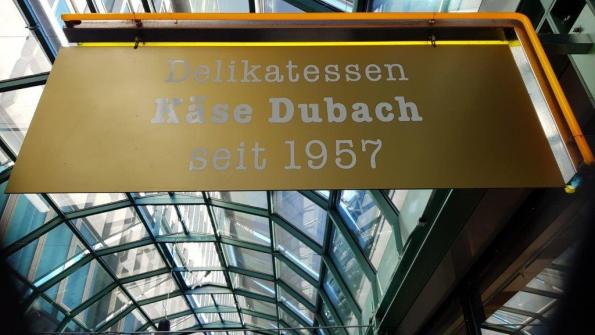 Delikatessen
Käse Dubach
seit 1957